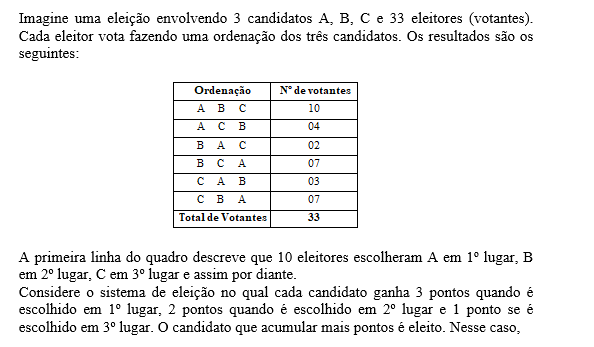 Imagine uma eleição envolvendo 3 candidatos A, B, C e 33 eleitores (votantes).
Cada eleitor vota fazendo uma ordenação dos três candidatos. Os resultados são os
seguintes:
Ordenação Nº de votantes
A B C 10
A C B 04
B A C 02
B C A 07
C A B 03
C B A 07
Total de Votantes 33
A primeira linha do quadro descreve que 10 eleitores escolheram A em 1º lugar, B
em 2º lugar, C em 3º lugar e assim por diante.
Considere o sistema de eleição no qual cada candidato ganha 3 pontos quando é
escolhido em 1º lugar, 2 pontos quando é escolhido em 2º lugar e 1 ponto se é
escolhido em 3º lugar. O candidato que acumular mais pontos é eleito. Nesse caso,